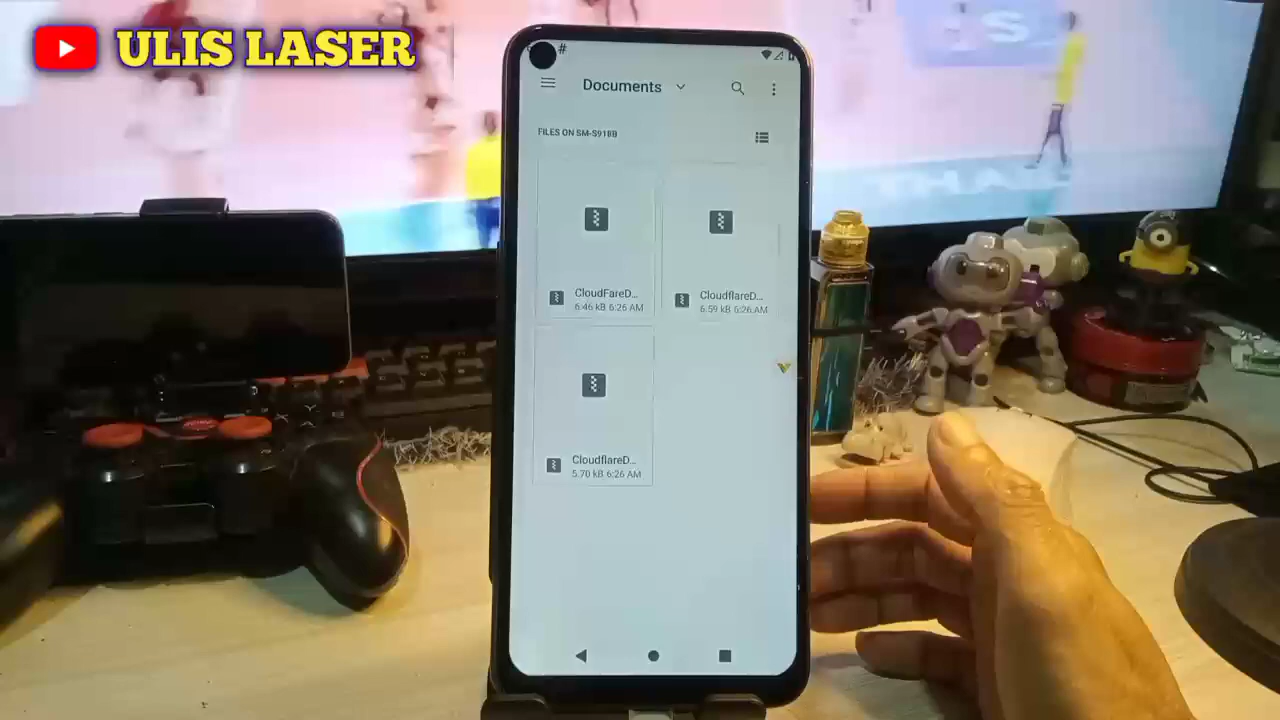 ULIS LASER
#
Documents
FILES ON SM-S918B
CloudFareD...
6.46 kB 6:26 AM
CloudflareD...
6.59 kB 6:26 AM
CloudflareD...
5.70 kB 6:26 AM
S
X Y
A